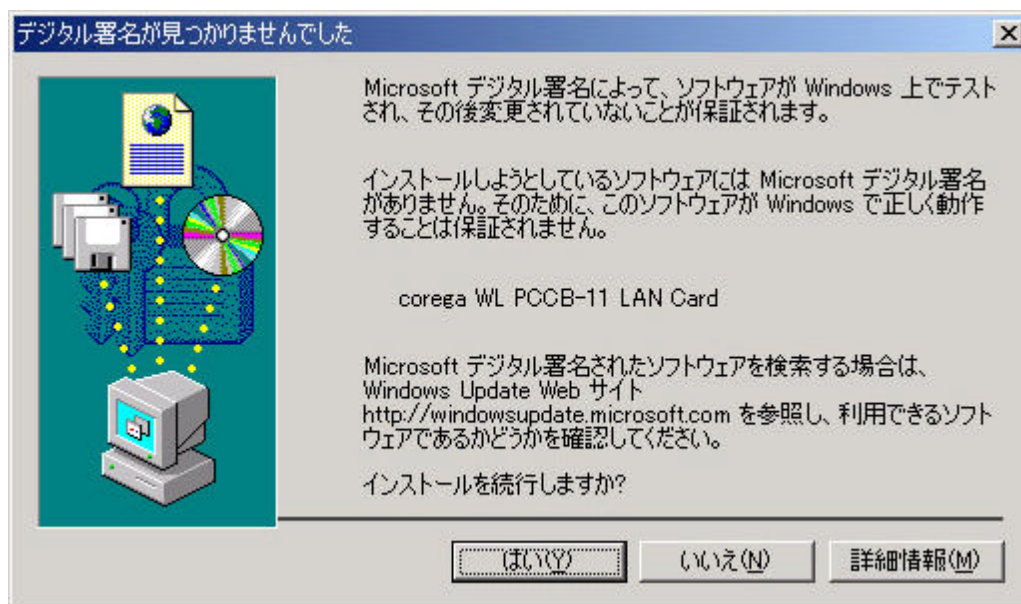 デジタル署名が見つかりませんでした
Microsoft デジタル署名によって、ソフトウェアが Windows 上でテスト
され、その後変更されていないことが保証されます。
インストールしようとしているソフトウェアには Microsoft デジタル署名
がありません。そのために、このソフトウェアが Windows で正しく動作
することは保証されません。
corega WL PCCB-11 LAN Card
Microsoft デジタル署名されたソフトウェアを検索する場合は、
Windows Update Web サイト
http://windowsupdate.microsoft.com を参照し、利用できるソフト
ウェアであるかどうかを確認してください。
インストールを続行しますか?
はい(Y) いいえ(N) 詳細情報(M)